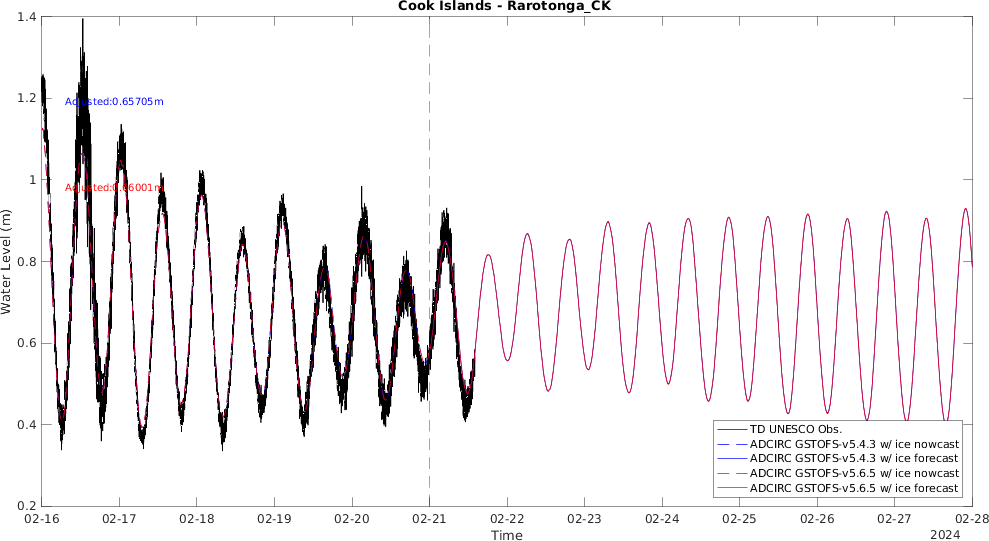 Cook Islands - Rarotonga_CK
1.4
1.2
1
0.8
0.6
0.4
0.2
Water Level (m)
Adjusted:0.65705m
Adjusted:0.66001m
TD UNESCO Obs.
ADCIRC GSTOFS-v5.4.3 w/ ice nowcast
ADCIRC GSTOFS-v5.4.3 w/ ice forecast
ADCIRC GSTOFS-v5.6.5 w/ ice nowcast
ADCIRC GSTOFS-v5.6.5 w/ ice forecast
02-16 02-17 02-18 02-19 02-20 02-21 02-22 02-23 02-24 02-25 02-26 02-27 02-28
Time
2024